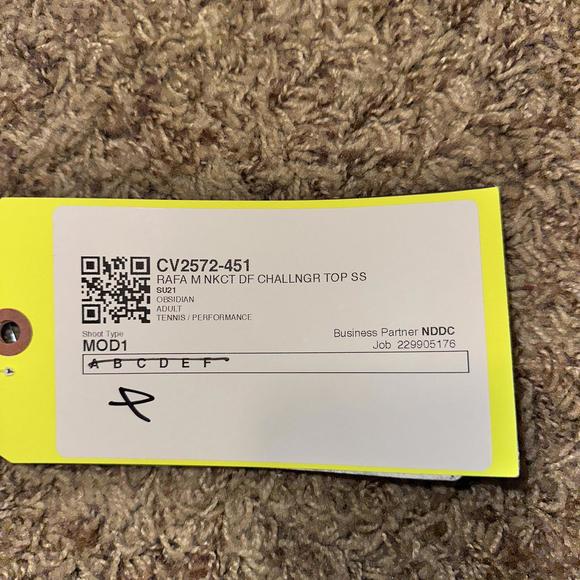 CV2572-451
RAFA M NKCT DF CHALLNGR TOP SS
SU21
OBSIDIAN
ADULT
TENNIS / PERFORMANCE
Shoot Type
MOD1
Business Partner NDDC
Job 229905176
A B C D E F